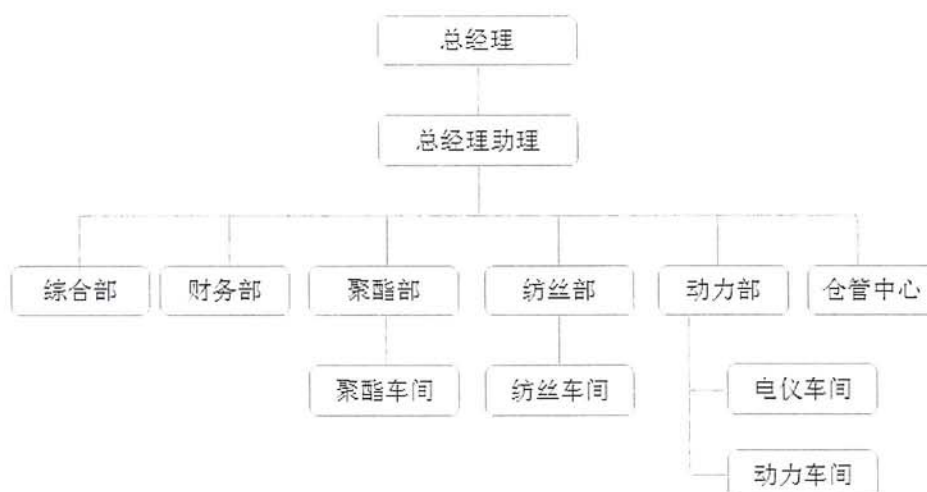 总经理
总经理助理
综合部 财务部 聚酯部 纺丝部 动力部 仓管中心
聚酯车间 纺丝车间 电仪车间
动力车间